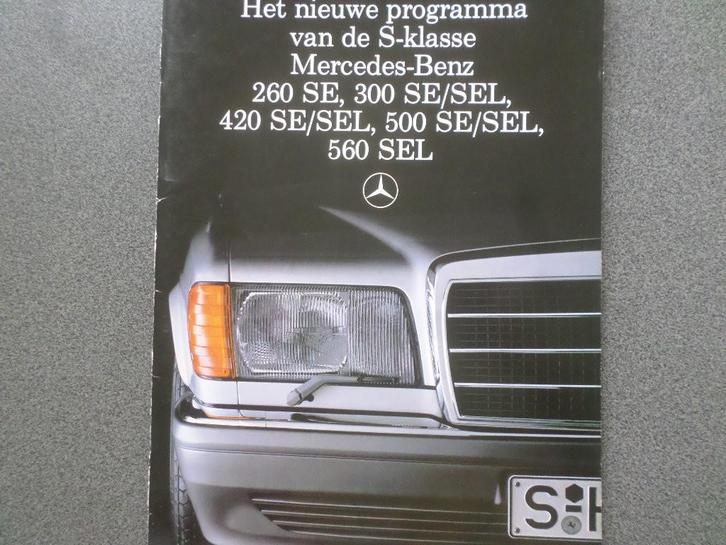 Het nieuwe programma
van de S-klasse
Mercedes-Benz
260 SE, 300 SE/SEL,
420 SE/SEL, 500 SE/SEL,
560 SEL
S-H